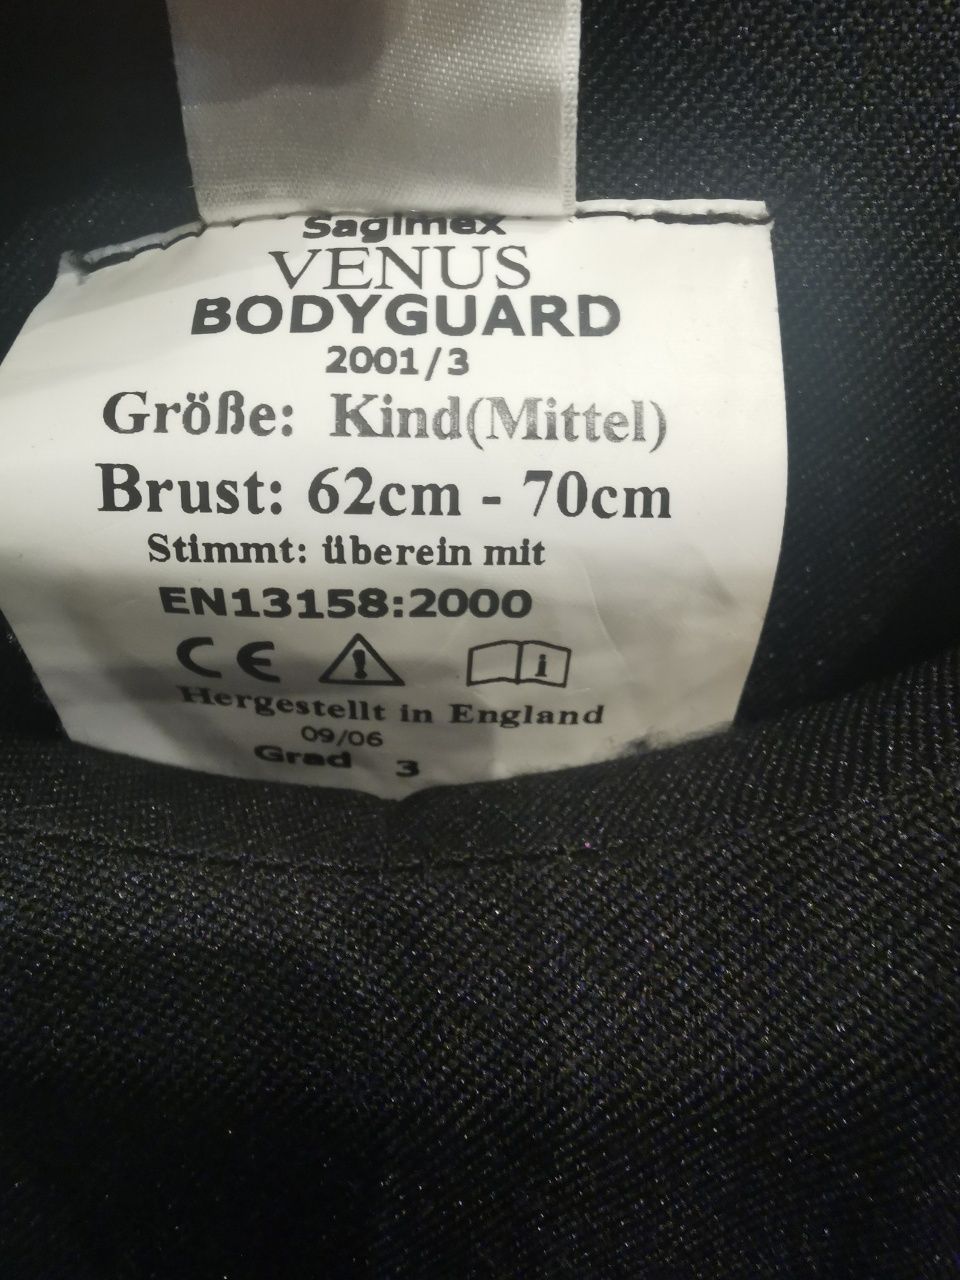 Sagimex
VENUS
BODYGUARD
2001/3
Größe: Kind(Mittel)
Brust: 62cm - 70cm
Stimmt: überein mit
EN13158:2000
CE
Hergestellt in England
09/06
Grad 3